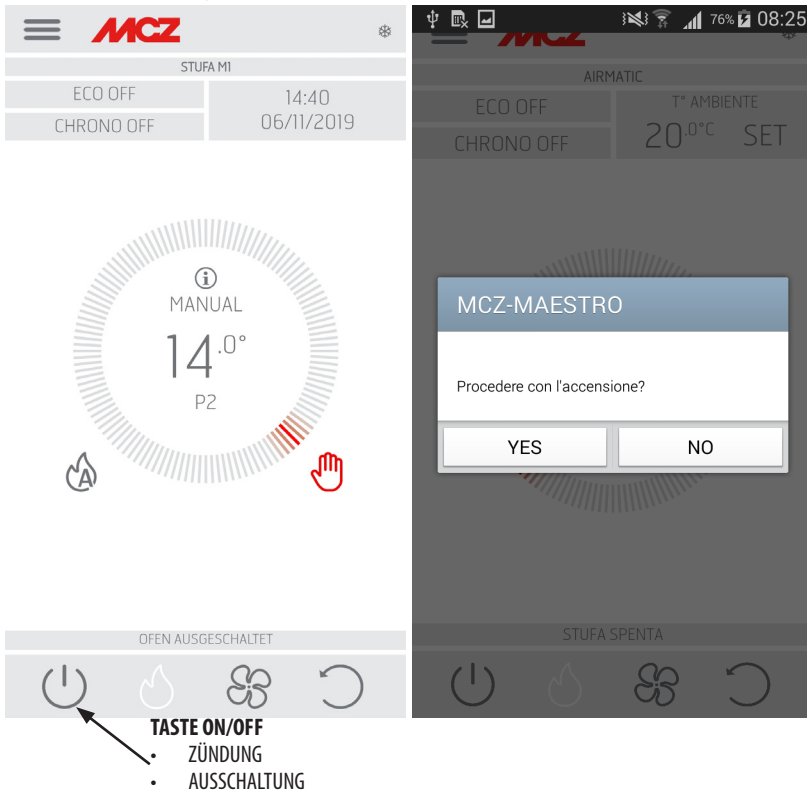 MCZ
STUFA M1
ECO OFF
CHRONO OFF
14:40
06/11/2019
MANUAL
14.0°
P2
A
OFEN AUSGESCHALTET
TASTE ON/OFF
• ZÜNDUNG
• AUSSCHALTUNG
76% 08:25
MCZ
AIRMATIC
ECO OFF
CHRONO OFF
T° AMBIENTE
20.0°C SET
MCZ-MAESTRO
Procedere con l'accensione?
YES NO
STUFA SPENTA